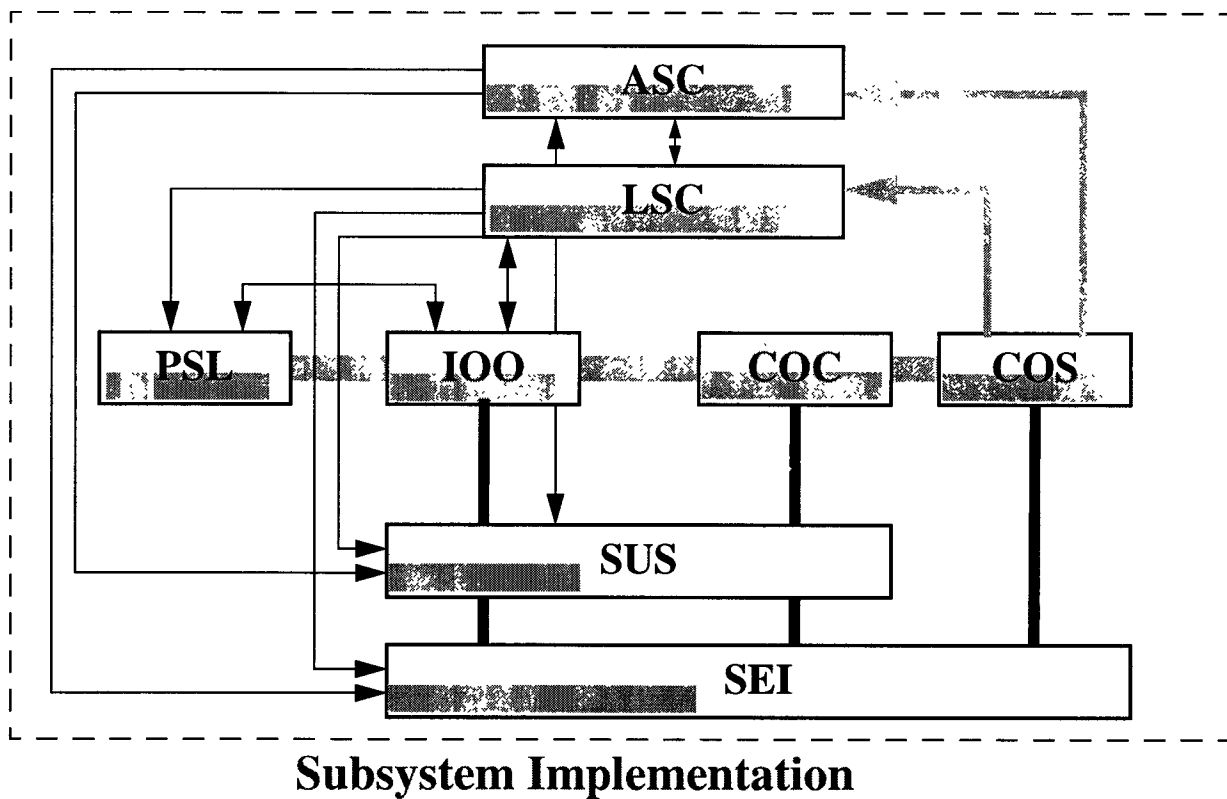 ASC
LSC
PSL
IOO
COC
COS
SUS
SEI
Subsystem Implementation